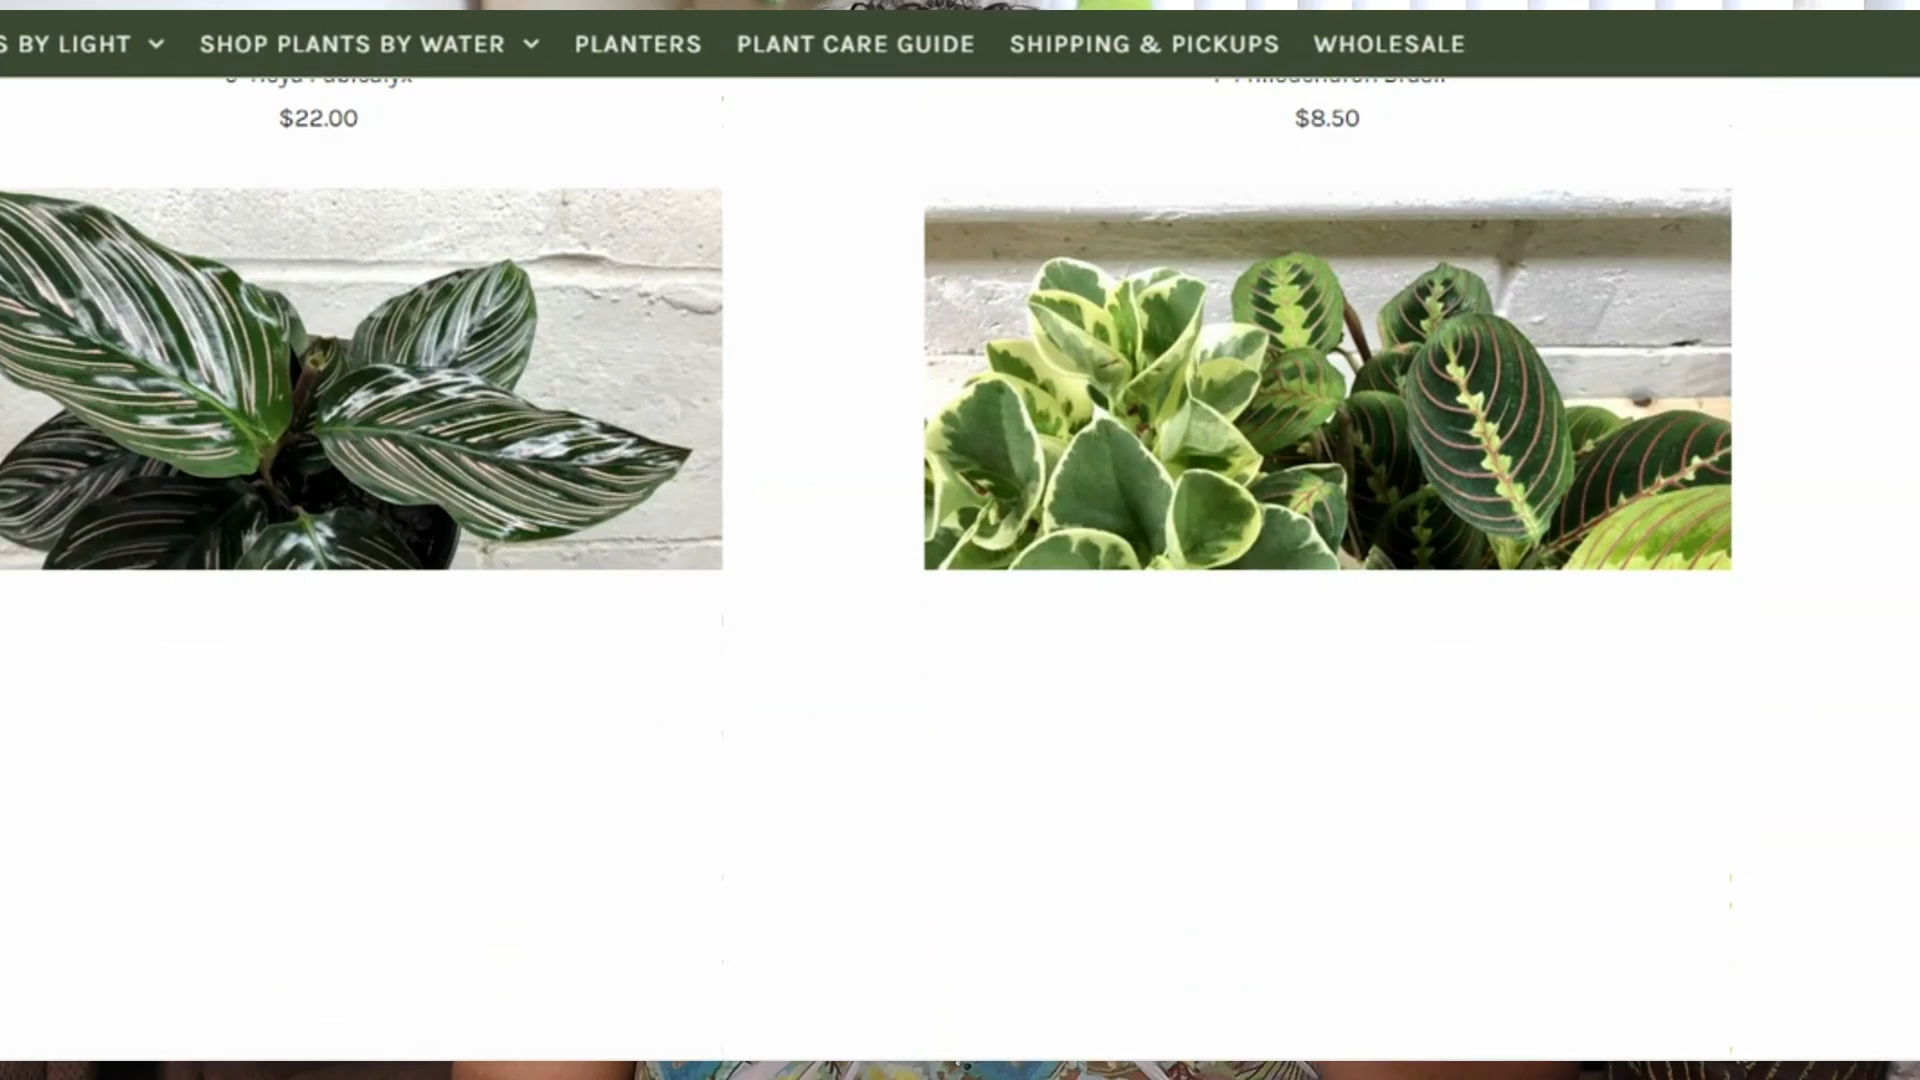 S BY LIGHT SHOP PLANTS BY WATER PLANTERS PLANT CARE GUIDE SHIPPING & PICKUPS WHOLESALE
$22.00
$8.50